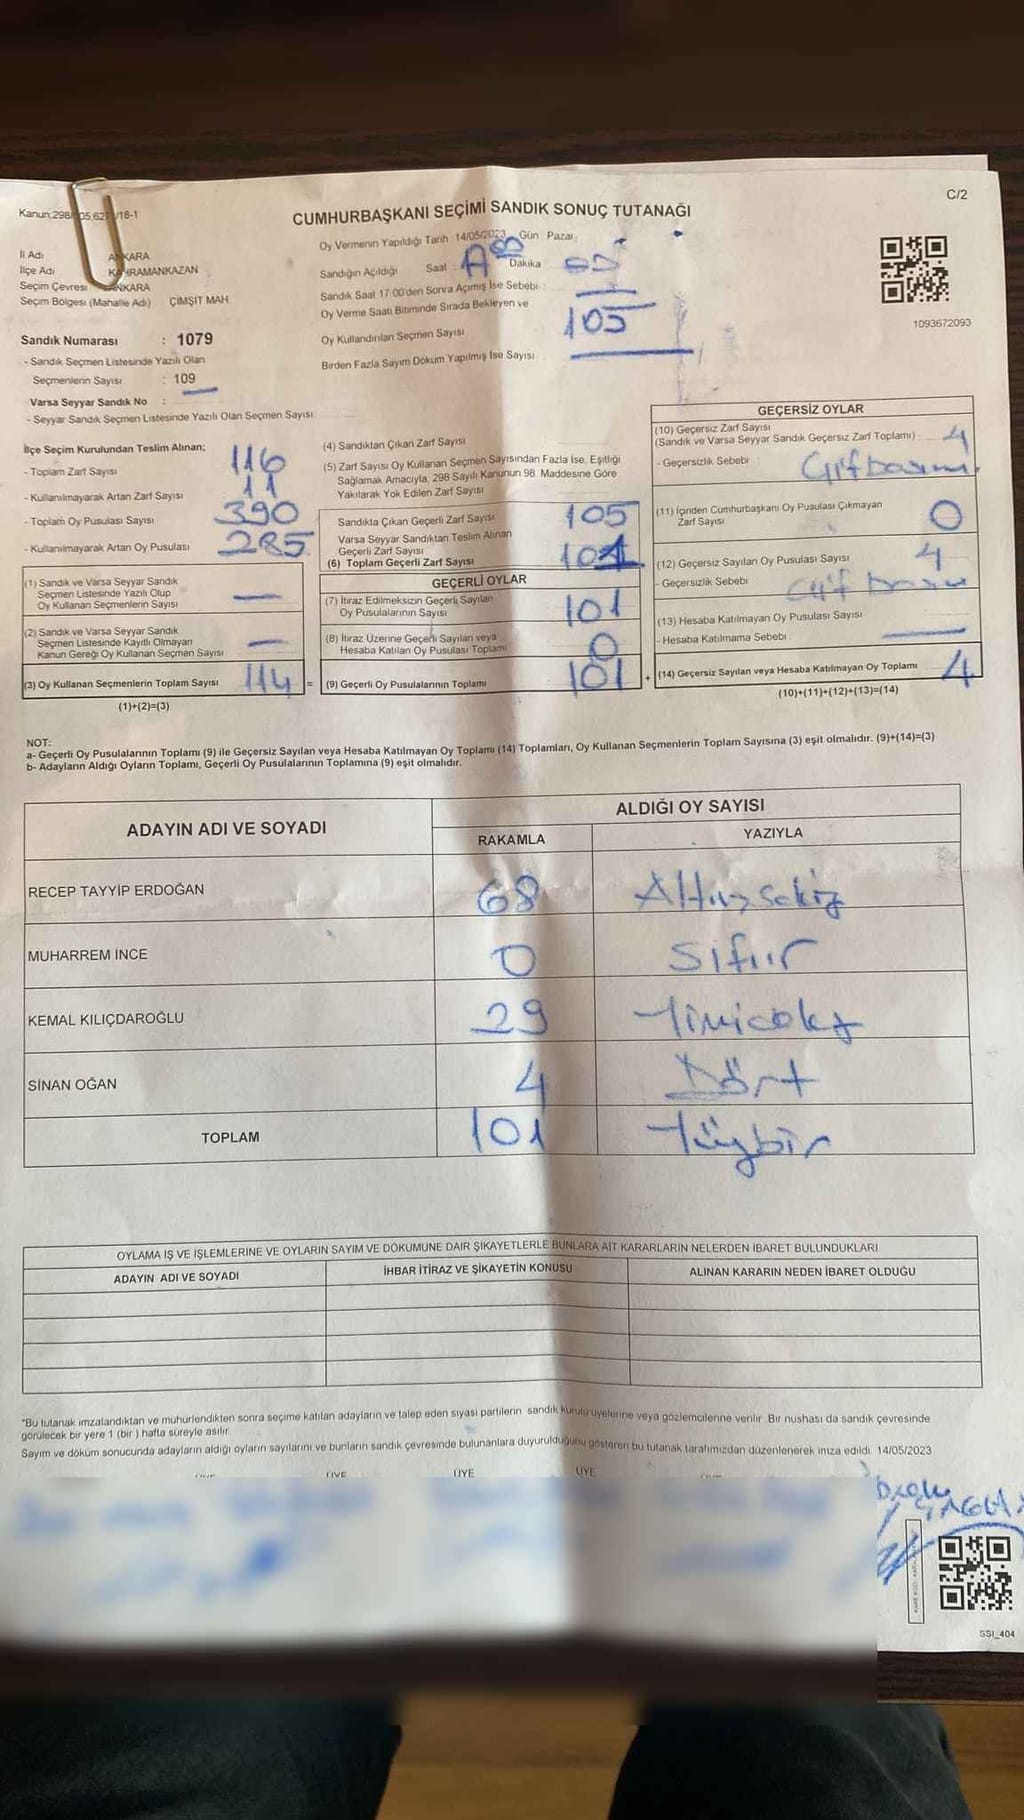 C/2
Kanun:298/ /18-1
CUMHURBAŞKANI SEÇİMİ SANDIK SONUÇ TUTANAĞI
İl Adı ANKARA
İlçe Adı KAHRAMANKAZAN
Seçim Çevresi ANKARA
Seçim Bölgesi (Mahalle Adı) ÇİMŞİT MAH
Sandık Numarası : 1079
- Sandık Seçmen Listesinde Yazılı Olan
Seçmenlerin Sayısı : 109
Varsa Seyyar Sandık No :
- Seyyar Sandık Seçmen Listesinde Yazılı Olan Seçmen Sayısı:
Oy Vermenin Yapıldığı Tarih 14/05/2023 Gün Pazar
Sandığın Açıldığı Saat : Dakika
Sandık Saat 17:00'den Sonra Açımış İse Sebebi :
Oy Verme Saati Bitiminde Sırada Bekleyen ve
Oy Kullandırılan Seçmen Sayısı 105
Birden Fazla Sayım Döküm Yapılmış İse Sayısı
1093672093
İlçe Seçim Kurulundan Teslim Alınan;
- Toplam Zarf Sayısı 116
- Kullanılmayarak Artan Zarf Sayısı 11
- Toplam Oy Pusulası Sayısı 390
- Kullanılmayarak Artan Oy Pusulası 285
(1) Sandık ve Varsa Seyyar Sandık
Seçmen Listesinde Yazılı Olup
Oy Kullanan Seçmenlerin Sayısı —
(2) Sandık ve Varsa Seyyar Sandık
Seçmen Listesinde Kayıtlı Olmayan
Kanun Gereği Oy Kullanan Seçmen Sayısı —
(3) Oy Kullanan Seçmenlerin Toplam Sayısı 114 =
(1)+(2)=(3)
(4) Sandıktan Çıkan Zarf Sayısı
(5) Zarf Sayısı Oy Kullanan Seçmen Sayısından Fazla İse, Eşitliği
Sağlamak Amacıyla, 298 Sayılı Kanunun 98. Maddesine Göre
Yakılarak Yok Edilen Zarf Sayısı
Sandıkta Çıkan Geçerli Zarf Sayısı 105
Varsa Seyyar Sandıktan Teslim Alınan
Geçerli Zarf Sayısı
(6) Toplam Geçerli Zarf Sayısı 101
GEÇERLİ OYLAR
(7) İtiraz Edilmeksizin Geçerli Sayılan
Oy Pusulalarının Sayısı 101
(8) İtiraz Üzerine Geçerli Sayılan veya
Hesaba Katılan Oy Pusulası Toplamı 0
(9) Geçerli Oy Pusulalarının Toplamı 101 +
GEÇERSİZ OYLAR
(10) Geçersiz Zarf Sayısı
(Sandık ve Varsa Seyyar Sandık Geçersiz Zarf Toplamı) : 4
- Geçersizlik Sebebi :
(11) İçinden Cumhurbaşkanı Oy Pusulası Çıkmayan
Zarf Sayısı 0
(12) Geçersiz Sayılan Oy Pusulası Sayısı 4
- Geçersizlik Sebebi
(13) Hesaba Katılmayan Oy Pusulası Sayısı —
- Hesaba Katılmama Sebebi
(14) Geçersiz Sayılan veya Hesaba Katılmayan Oy Toplamı 4
(10)+(11)+(12)+(13)=(14)
NOT:
a- Geçerli Oy Pusulalarının Toplamı (9) ile Geçersiz Sayılan veya Hesaba Katılmayan Oy Toplamı (14) Toplamları, Oy Kullanan Seçmenlerin Toplam Sayısına (3) eşit olmalıdır. (9)+(14)=(3)
b- Adayların Aldığı Oyların Toplamı, Geçerli Oy Pusulalarının Toplamına (9) eşit olmalıdır.
ADAYIN ADI VE SOYADI ALDIĞI OY SAYISI
RAKAMLA YAZIYLA
RECEP TAYYİP ERDOĞAN 68 Altmışsekiz
MUHARREM İNCE 0 Sıfır
KEMAL KILIÇDAROĞLU 29
SİNAN OĞAN 4 Dört
TOPLAM 101 Yüzbir
OYLAMA İŞ VE İŞLEMLERİNE VE OYLARIN SAYIM VE DÖKÜMÜNE DAİR ŞİKAYETLERLE BUNLARA AİT KARARLARIN NELERDEN İBARET BULUNDUKLARI
ADAYIN ADI VE SOYADI İHBAR İTİRAZ VE ŞİKAYETİN KONUSU ALINAN KARARIN NEDEN İBARET OLDUĞU
*Bu tutanak imzalandıktan ve mühürlendikten sonra seçime katılan adayların ve talep eden siyasi partilerin sandık kurulu üyelerine veya gözlemcilerine verilir. Bir nüshası da sandık çevresinde
görülecek bir yere 1 (bir) hafta süreyle asılır.
Sayım ve döküm sonucunda adayların aldığı oyların sayılarını ve bunların sandık çevresinde bulunanlara duyurulduğunu gösteren bu tutanak tarafımızdan düzenlenerek imza edildi. 14/05/2023
ÜYE ÜYE ÜYE ÜYE
SSI_404